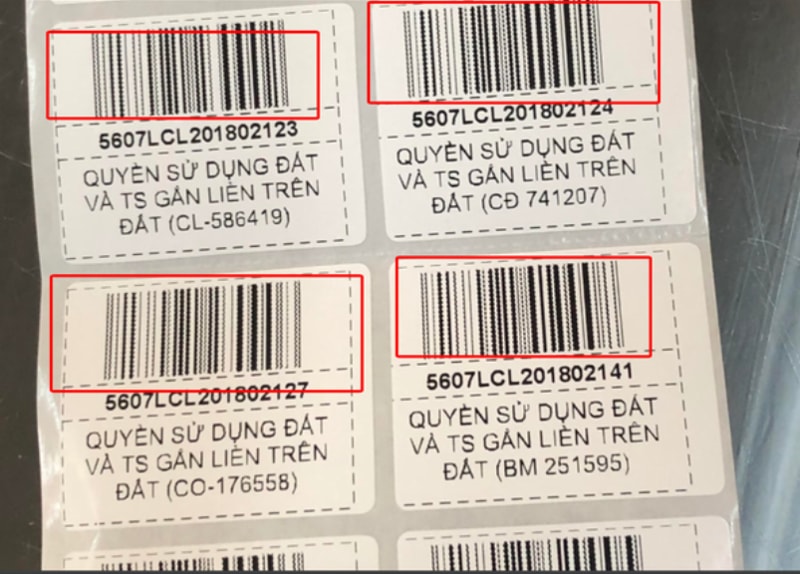 5607LCL201802123
QUYỀN SỬ DỤNG ĐẤT
VÀ TS GẮN LIỀN TRÊN
ĐẤT (CL-586419)
5607LCL201802124
QUYỀN SỬ DỤNG ĐẤT
VÀ TS GẮN LIỀN TRÊN
ĐẤT (CĐ 741207)
5607LCL201802127
QUYỀN SỬ DỤNG ĐẤT
VÀ TS GẮN LIỀN TRÊN
ĐẤT (CO-176558)
5607LCL201802141
QUYỀN SỬ DỤNG ĐẤT
VÀ TS GẮN LIỀN TRÊN
ĐẤT (BM 251595)